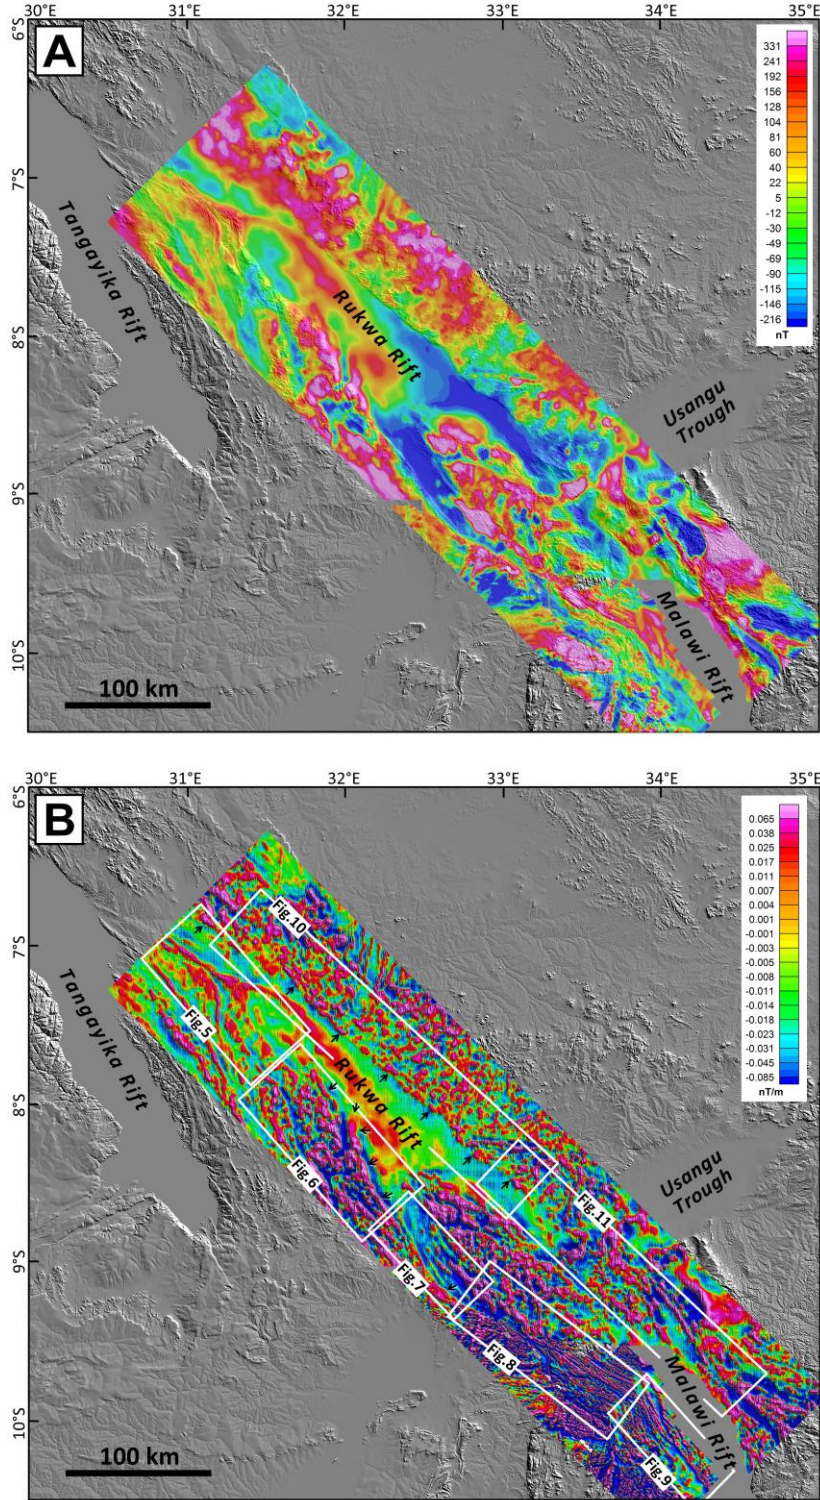 30°E 31°E 32°E 33°E 34°E 35°E
6°S
A
7°S
8°S
9°S
10°S
Tangayika Rift
Rukwa Rift
Usangu
Trough
Malawi Rift
100 km
331
241
192
156
128
104
81
60
40
22
5
-12
-30
-49
-69
-90
-115
-146
-216
nT
30°E 31°E 32°E 33°E 34°E 35°E
6°S
B
7°S
8°S
9°S
10°S
Tangayika Rift
Rukwa Rift
Usangu
Trough
Malawi Rift
Fig.10
Fig.5
Fig.6
Fig.11
Fig.7
Fig.8
Fig.9
100 km
0.065
0.038
0.025
0.017
0.011
0.007
0.004
0.001
-0.001
-0.003
-0.005
-0.008
-0.011
-0.014
-0.018
-0.023
-0.031
-0.045
-0.085
nT/m